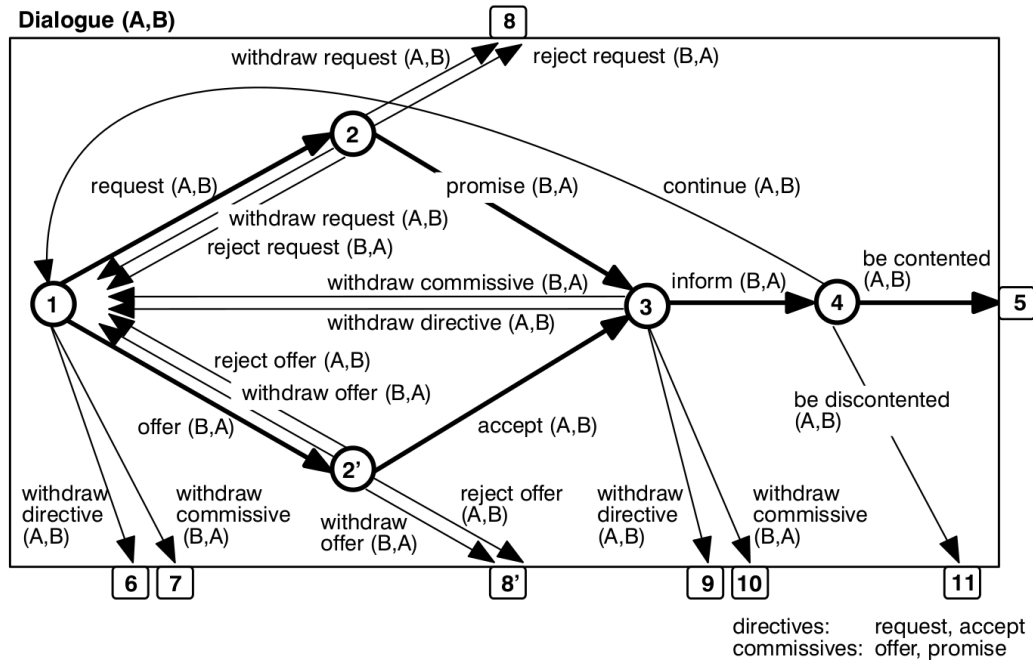 Dialogue (A,B)
8
withdraw request (A,B)
reject request (B,A)
2
request (A,B)
promise (B,A)
continue (A,B)
withdraw request (A,B)
reject request (B,A)
be contented
(A,B)
withdraw commissive (B,A)
inform (B,A)
1
3
4
5
withdraw directive (A,B)
reject offer (A,B)
withdraw offer (B,A)
be discontented
(A,B)
offer (B,A)
accept (A,B)
2'
withdraw
directive
(A,B)
withdraw
commissive
(B,A)
withdraw
offer (B,A)
reject offer
(A,B)
withdraw
directive
(A,B)
withdraw
commissive
(B,A)
6
7
8'
9
10
11
directives: request, accept
commissives: offer, promise